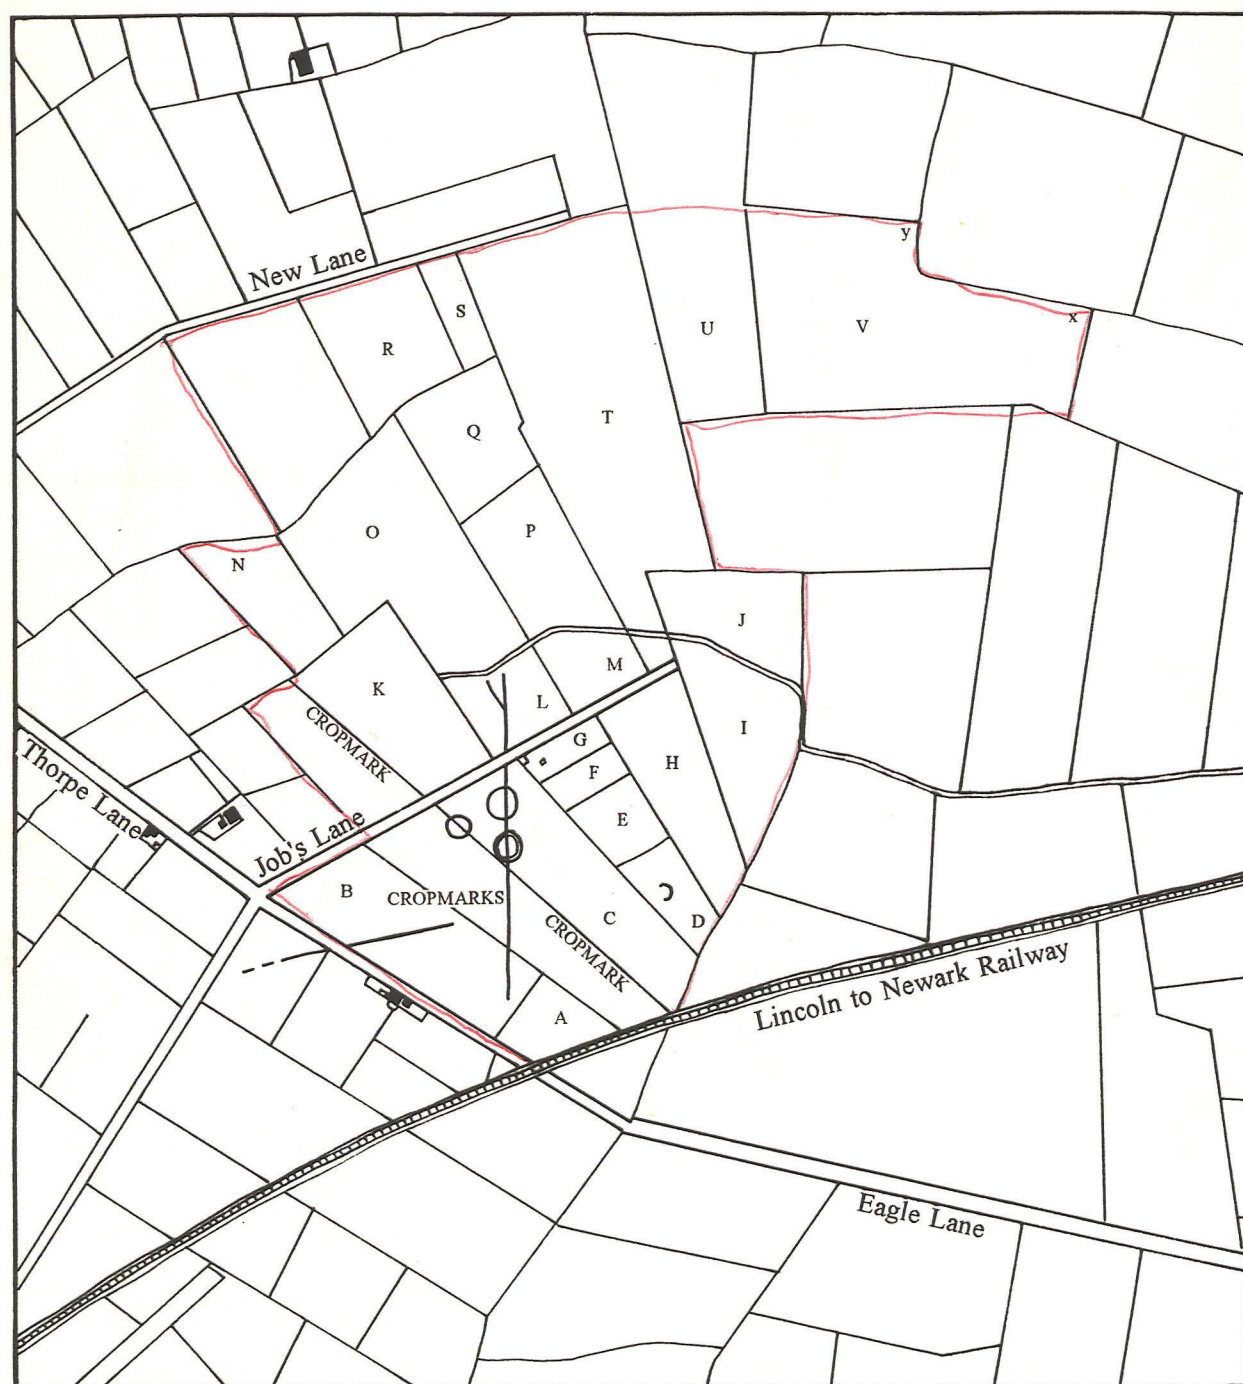 y
New Lane
x
S
U
V
R
T
Q
O
P
N
J
M
K
L
CROPMARK
I
G
Thorpe Lane
H
F
E
Job's Lane
B
CROPMARKS
C
D
CROPMARK
Lincoln to Newark Railway
A
Eagle Lane